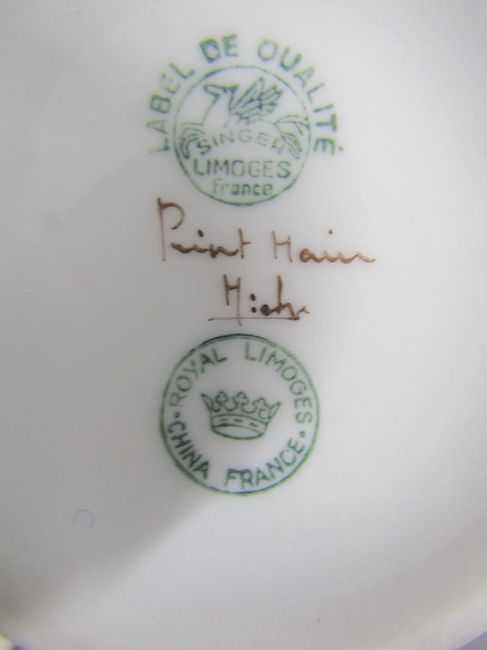 LABEL DE QUALITÉ
SINGER
LIMOGES
France
Peint Main
ROYAL LIMOGES
CHINA FRANCE